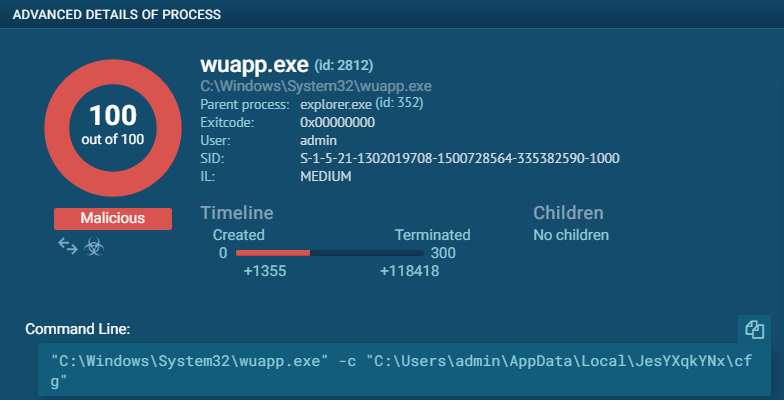 ADVANCED DETAILS OF PROCESS
100
out of 100
Malicious
wuapp.exe (id: 2812)
C:\Windows\System32\wuapp.exe
Parent process: explorer.exe (id: 352)
Exitcode: 0x00000000
User: admin
SID: S-1-5-21-1302019708-1500728564-335382590-1000
IL: MEDIUM
Timeline
Created Terminated
0 300
+1355 +118418
Children
No children
Command Line:
"C:\Windows\System32\wuapp.exe" -c "C:\Users\admin\AppData\Local\JesYXqkYNx\cf
g"